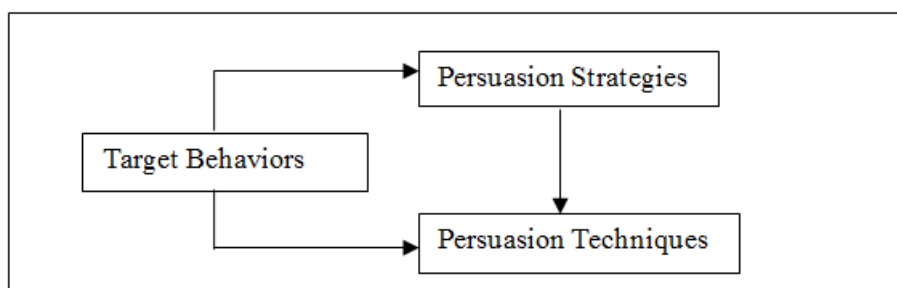 Persuasion Strategies
Target Behaviors
Persuasion Techniques